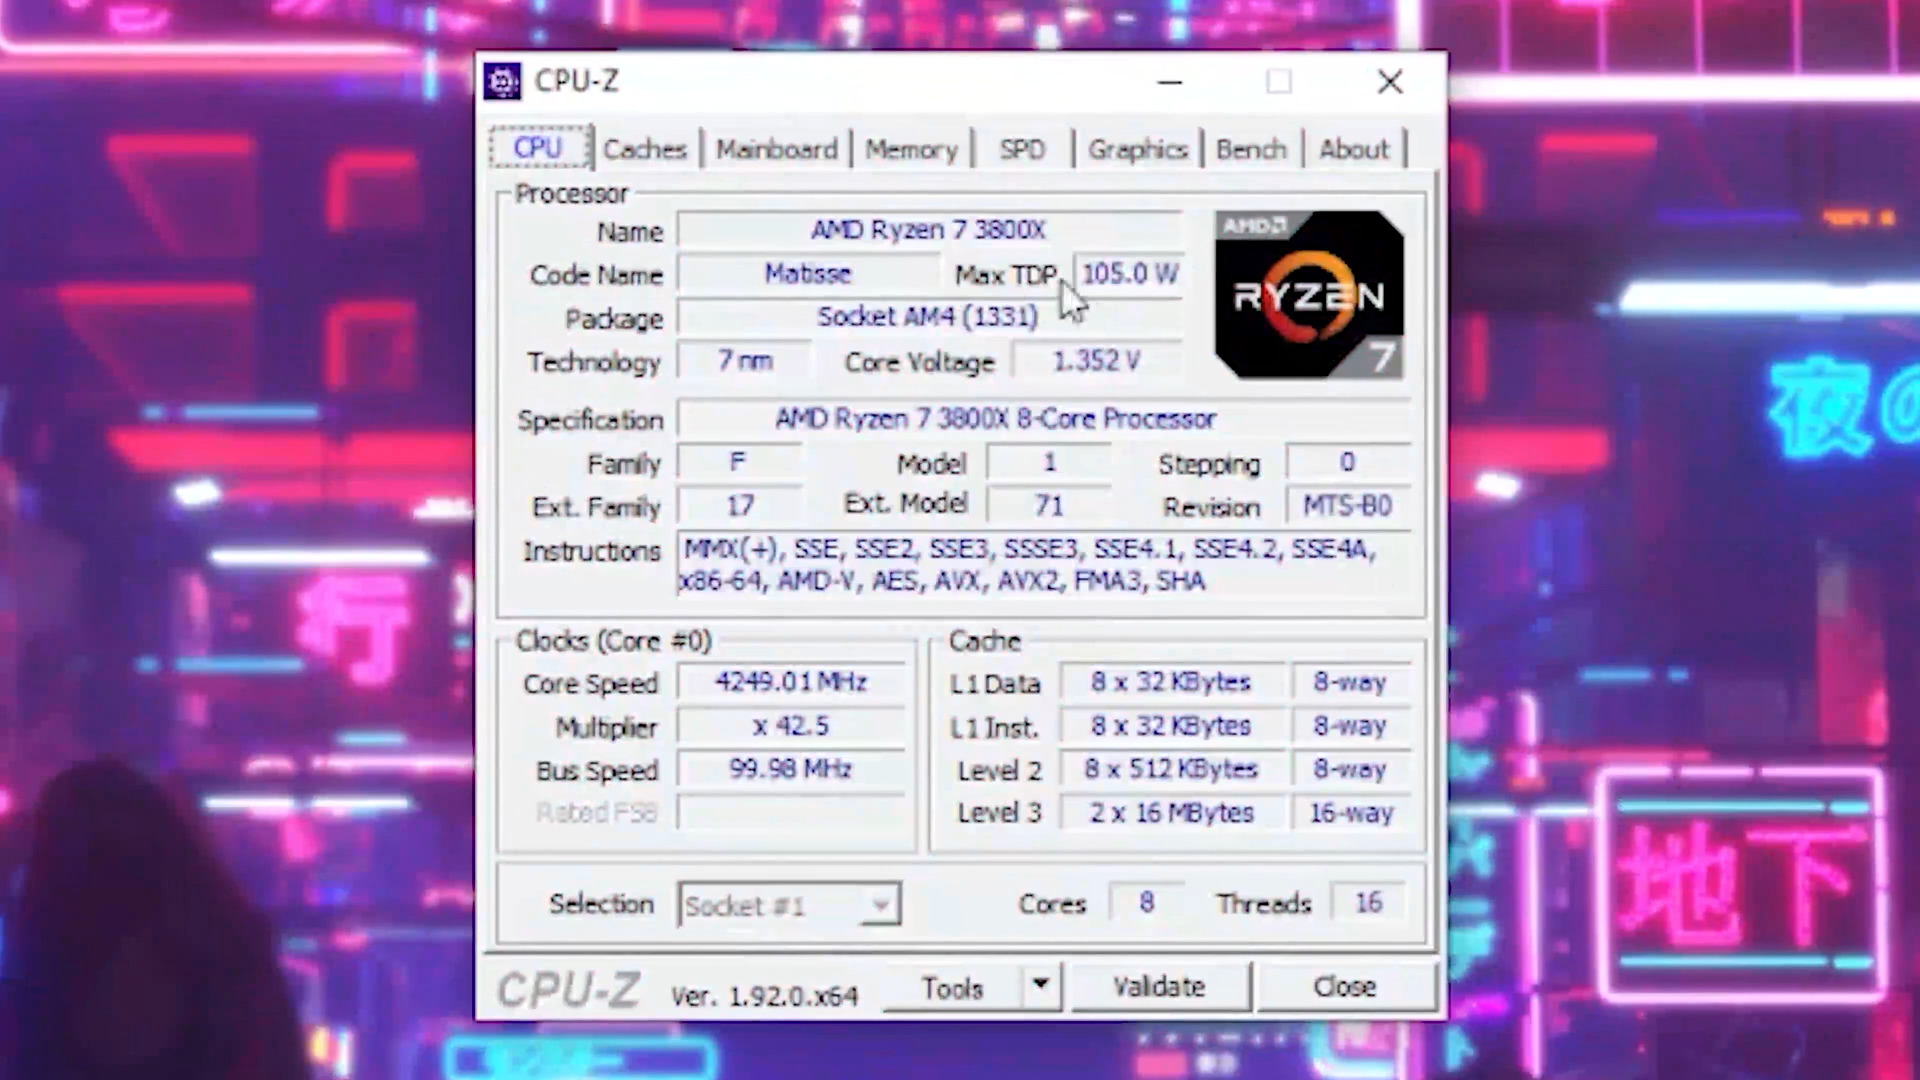 CPU-Z
CPU Caches Mainboard Memory SPD Graphics Bench About
Processor
Name AMD Ryzen 7 3800X
Code Name Matisse Max TDP 105.0 W
Package Socket AM4 (1331)
Technology 7 nm Core Voltage 1.352 V
AMD
RYZEN
7
Specification AMD Ryzen 7 3800X 8-Core Processor
Family F Model 1 Stepping 0
Ext. Family 17 Ext. Model 71 Revision MTS-B0
Instructions MMX(+), SSE, SSE2, SSE3, SSSE3, SSE4.1, SSE4.2, SSE4A,
x86-64, AMD-V, AES, AVX, AVX2, FMA3, SHA
Clocks (Core #0)
Core Speed 4249.01 MHz
Multiplier x 42.5
Bus Speed 99.98 MHz
Rated FSB
Cache
L1 Data 8 x 32 KBytes 8-way
L1 Inst. 8 x 32 KBytes 8-way
Level 2 8 x 512 KBytes 8-way
Level 3 2 x 16 MBytes 16-way
Selection Socket #1 Cores 8 Threads 16
CPU-Z Ver. 1.92.0.x64 Tools Validate Close
夜の
行
地下